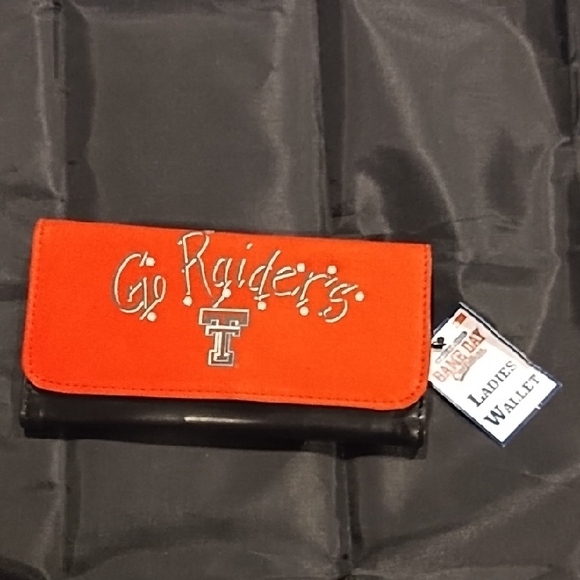 Go Raiders
T
GAME DAY
LADIES
WALLET